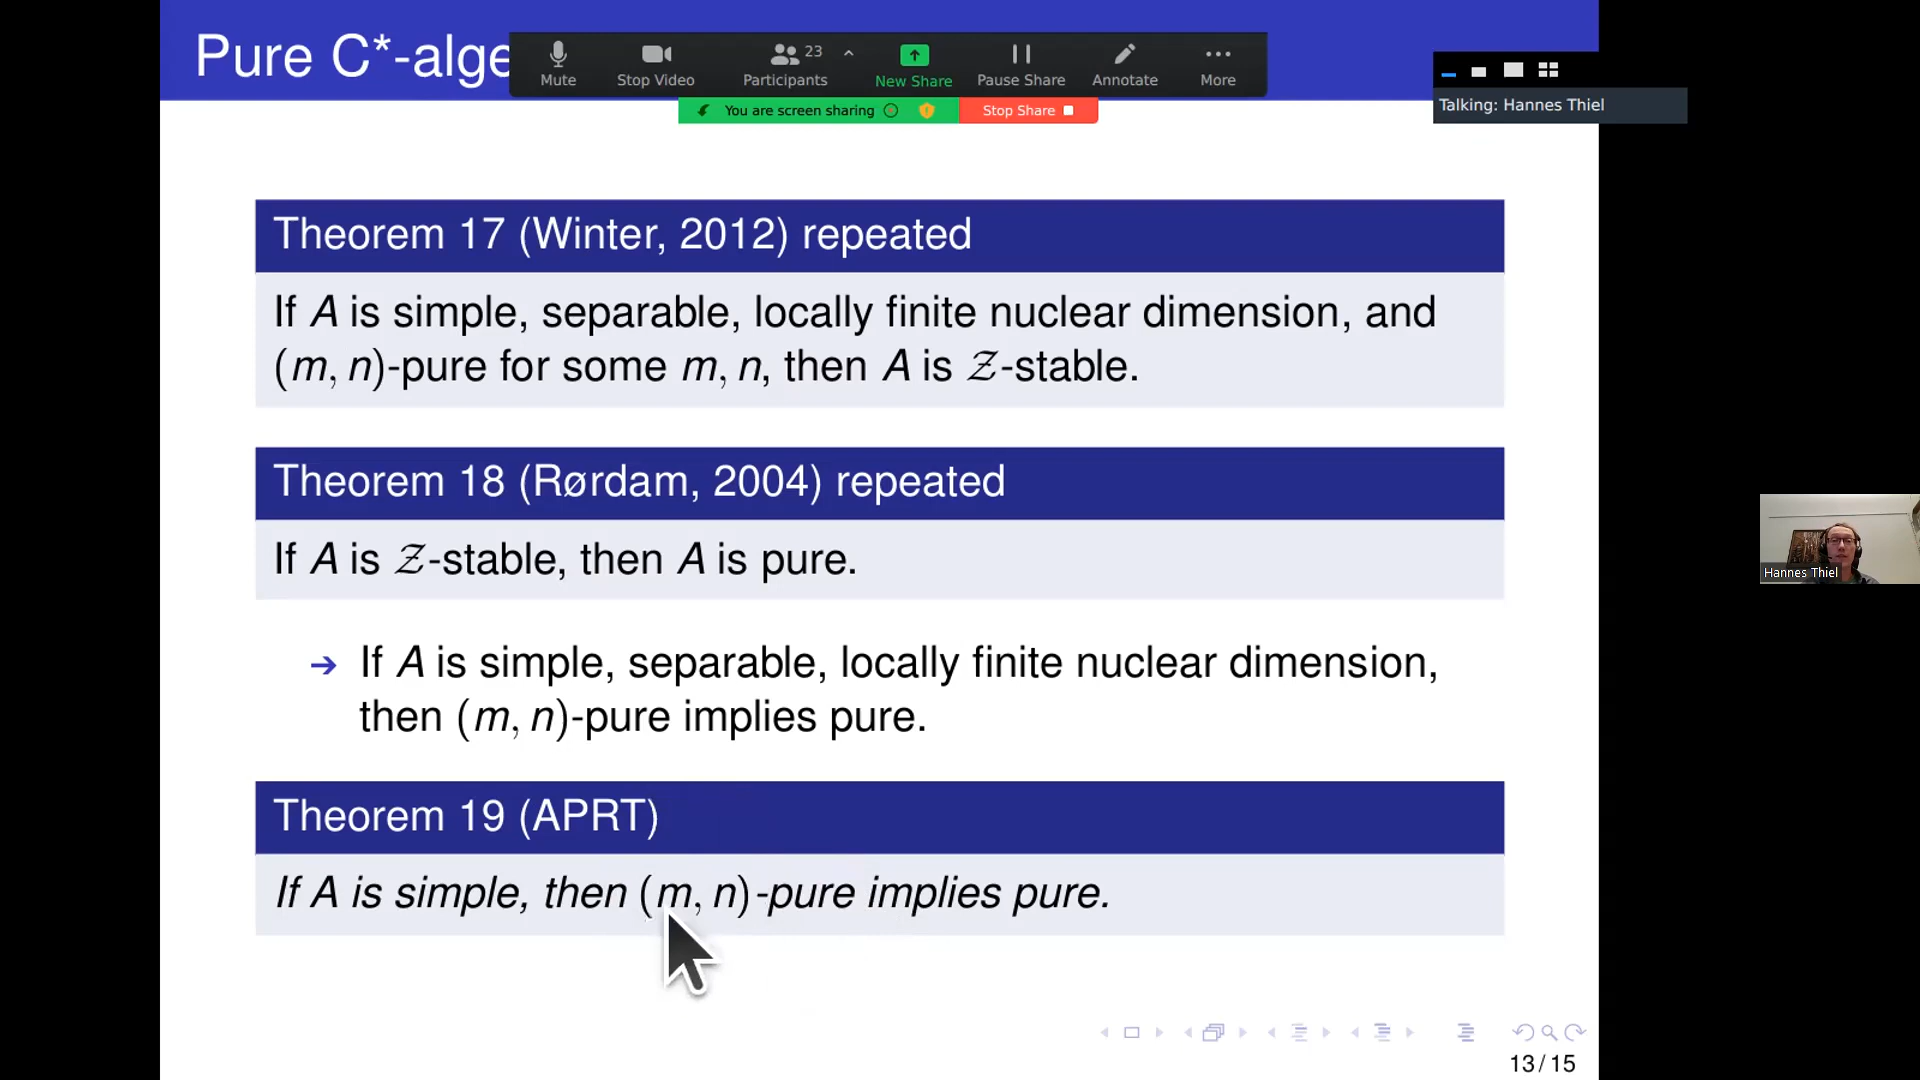 Pure C*-alge
Mute
Stop Video
Participants
23
New Share
Pause Share
Annotate
More
You are screen sharing
Stop Share
Talking: Hannes Thiel
Theorem 17 (Winter, 2012) repeated
If A is simple, separable, locally finite nuclear dimension, and
(m, n)-pure for some m, n, then A is 𝒵-stable.
Theorem 18 (Rørdam, 2004) repeated
If A is 𝒵-stable, then A is pure.
➔ If A is simple, separable, locally finite nuclear dimension,
then (m, n)-pure implies pure.
Theorem 19 (APRT)
If A is simple, then (m, n)-pure implies pure.
Hannes Thiel
13/15